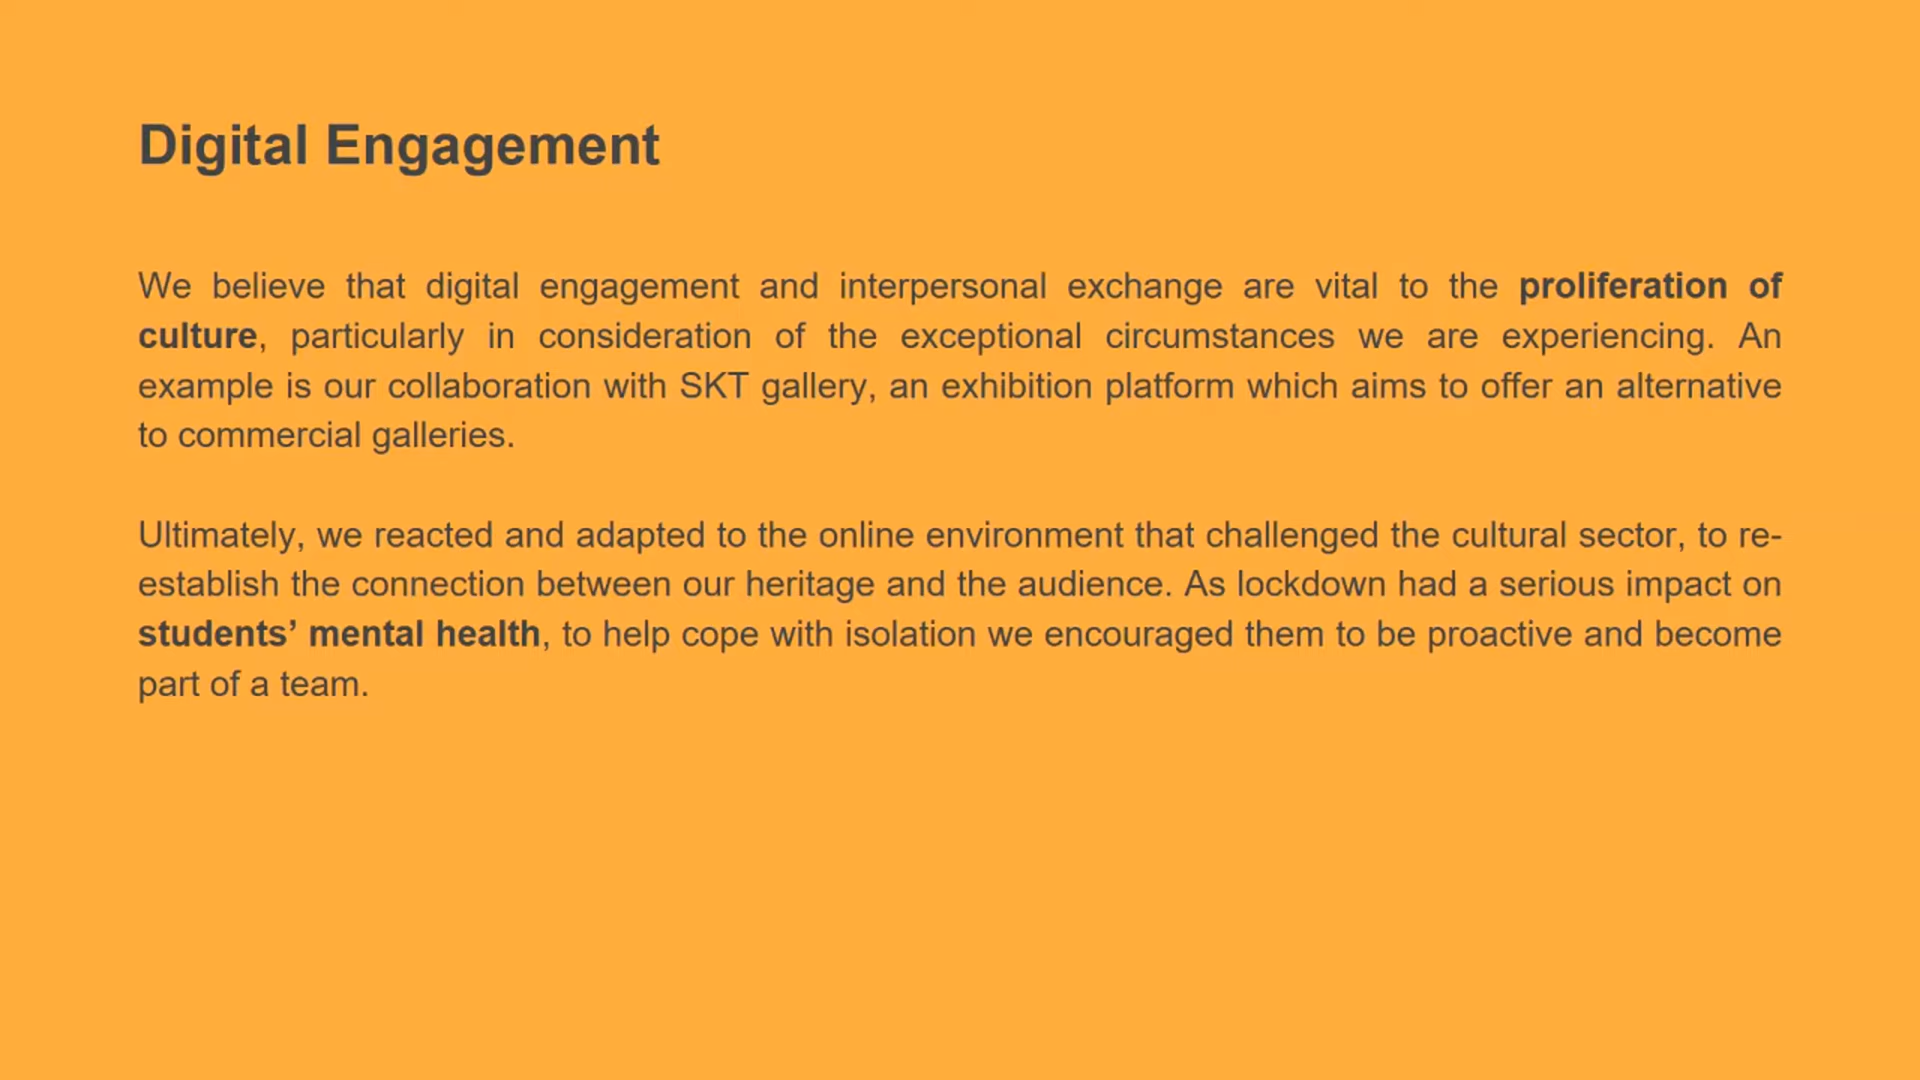 Digital Engagement
We believe that digital engagement and interpersonal exchange are vital to the proliferation of
culture, particularly in consideration of the exceptional circumstances we are experiencing. An
example is our collaboration with SKT gallery, an exhibition platform which aims to offer an alternative
to commercial galleries.
Ultimately, we reacted and adapted to the online environment that challenged the cultural sector, to re-
establish the connection between our heritage and the audience. As lockdown had a serious impact on
students’ mental health, to help cope with isolation we encouraged them to be proactive and become
part of a team.